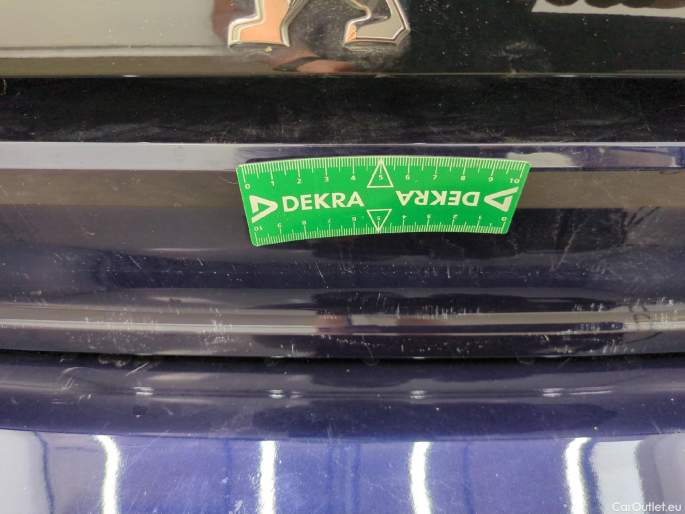 0 1 2 3 4 5 6 7 8 9 10
DEKRA DEKRA
CarOutlet.eu